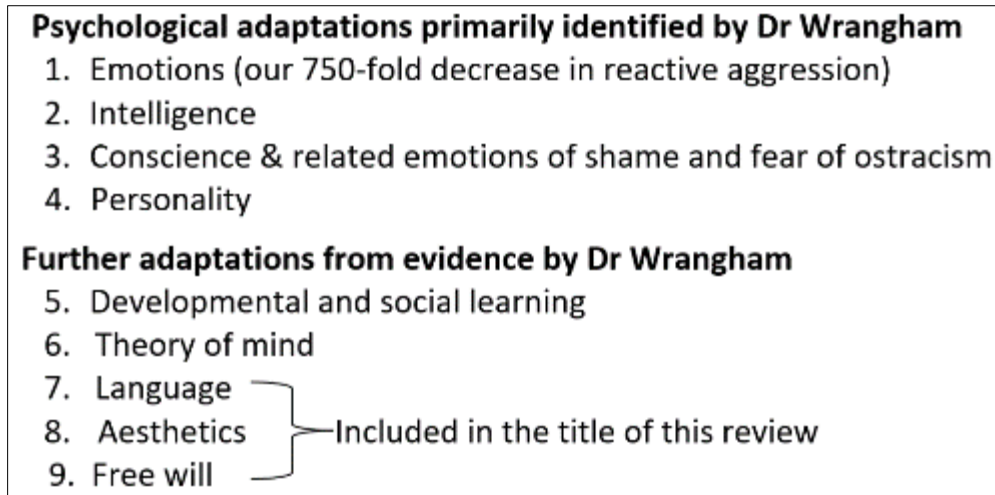 Psychological adaptations primarily identified by Dr Wrangham
1. Emotions (our 750-fold decrease in reactive aggression)
2. Intelligence
3. Conscience & related emotions of shame and fear of ostracism
4. Personality
Further adaptations from evidence by Dr Wrangham
5. Developmental and social learning
6. Theory of mind
7. Language
8. Aesthetics Included in the title of this review
9. Free will